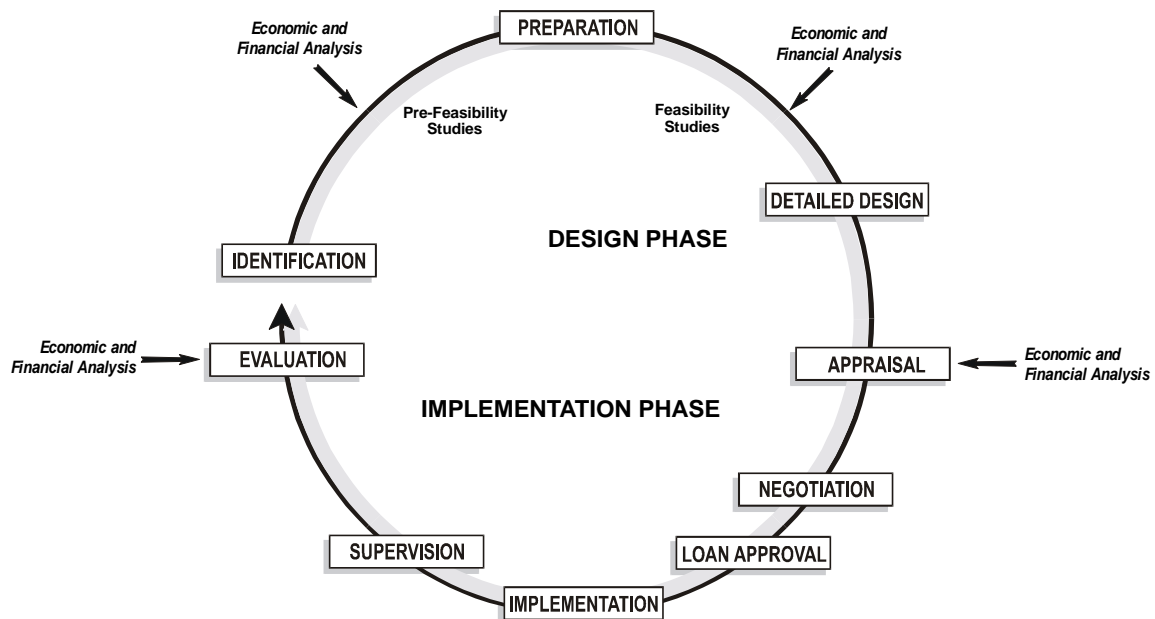 PREPARATION
Economic and
Financial Analysis
Economic and
Financial Analysis
Pre-Feasibility
Studies
Feasibility
Studies
DETAILED DESIGN
DESIGN PHASE
IDENTIFICATION
Economic and
Financial Analysis
EVALUATION
APPRAISAL
Economic and
Financial Analysis
IMPLEMENTATION PHASE
NEGOTIATION
SUPERVISION
LOAN APPROVAL
IMPLEMENTATION